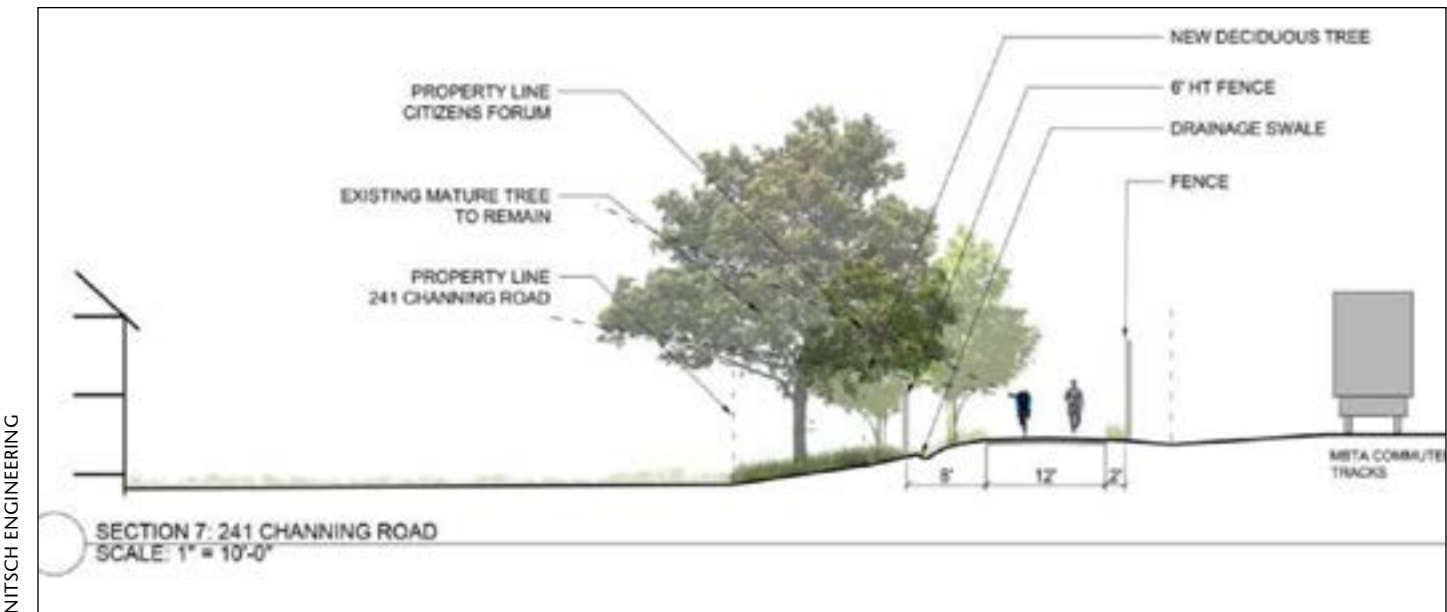 PROPERTY LINE
CITIZENS FORUM
EXISTING MATURE TREE
TO REMAIN
PROPERTY LINE
241 CHANNING ROAD
NEW DECIDUOUS TREE
6' HT FENCE
DRAINAGE SWALE
FENCE
8'
12'
2'
MBTA COMMUTE
TRACKS
SECTION 7: 241 CHANNING ROAD
SCALE: 1" = 10'-0"
NITSCH ENGINEERING